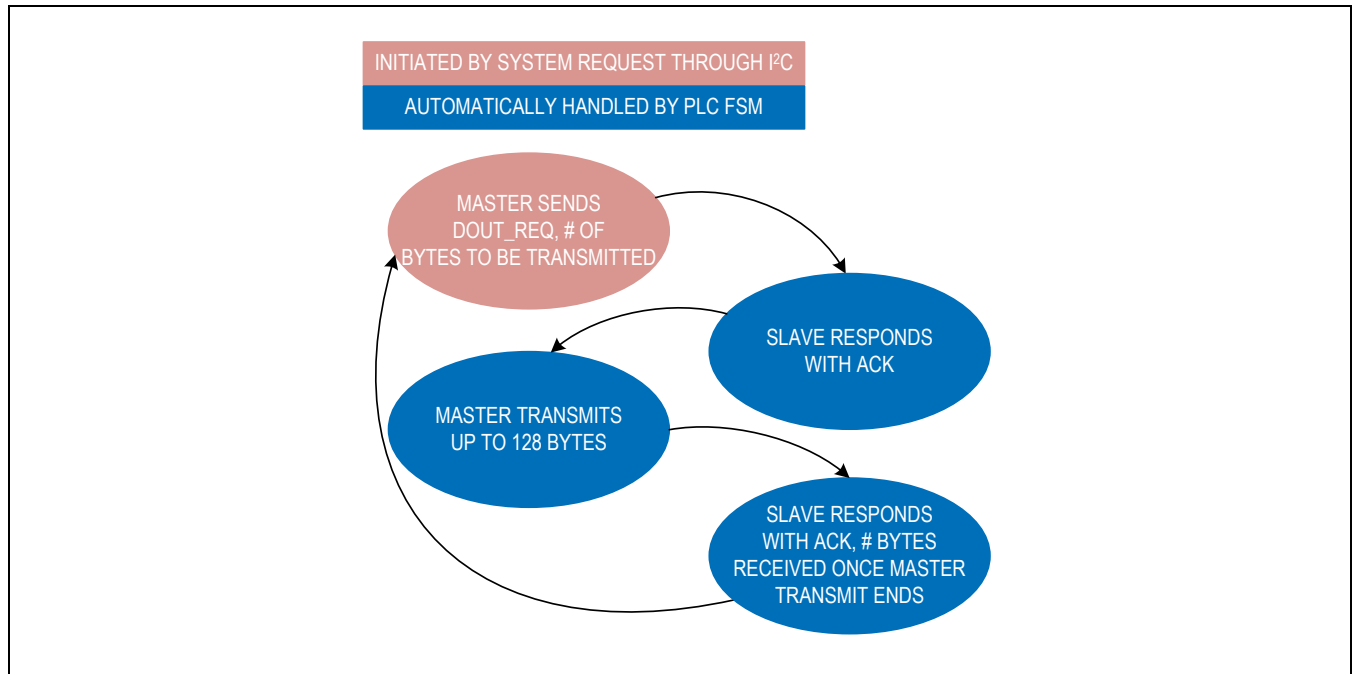 INITIATED BY SYSTEM REQUEST THROUGH I²C
AUTOMATICALLY HANDLED BY PLC FSM
MASTER SENDS
DOUT_REQ, # OF
BYTES TO BE TRANSMITTED
SLAVE RESPONDS
WITH ACK
MASTER TRANSMITS
UP TO 128 BYTES
SLAVE RESPONDS
WITH ACK, # BYTES
RECEIVED ONCE MASTER
TRANSMIT ENDS